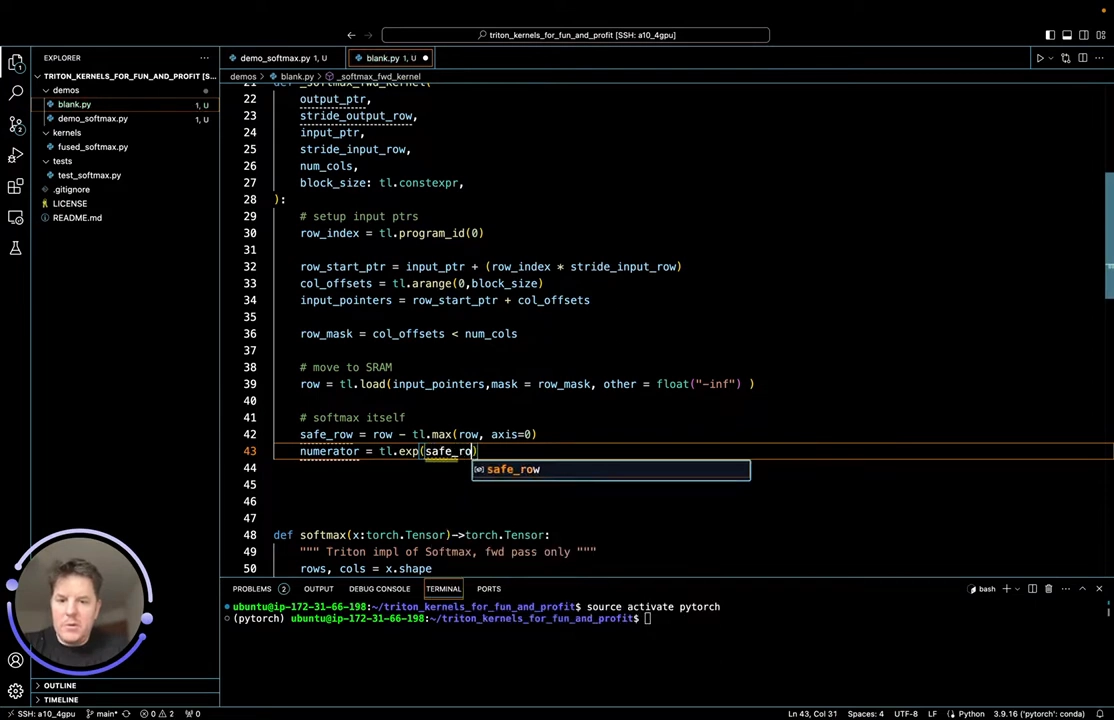 triton_kernels_for_fun_and_profit [SSH: a10_4gpu]
EXPLORER
demo_softmax.py 1, U
blank.py 1, U
TRITON_KERNELS_FOR_FUN_AND_PROFIT [S...
demos
blank.py
1, U
demo_softmax.py
1, U
kernels
fused_softmax.py
tests
test_softmax.py
.gitignore
LICENSE
README.md
demos > blank.py > _softmax_fwd_kernel
21 def _softmax_fwd_kernel(
22 output_ptr,
23 stride_output_row,
24 input_ptr,
25 stride_input_row,
26 num_cols,
27 block_size: tl.constexpr,
28 ):
29 # setup input ptrs
30 row_index = tl.program_id(0)
31
32 row_start_ptr = input_ptr + (row_index * stride_input_row)
33 col_offsets = tl.arange(0,block_size)
34 input_pointers = row_start_ptr + col_offsets
35
36 row_mask = col_offsets < num_cols
37
38 # move to SRAM
39 row = tl.load(input_pointers,mask = row_mask, other = float("-inf") )
40
41 # softmax itself
42 safe_row = row - tl.max(row, axis=0)
43 numerator = tl.exp(safe_ro)
safe_row
44
45
46
47
48 def softmax(x:torch.Tensor)->torch.Tensor:
49 """ Triton impl of Softmax, fwd pass only """
50 rows, cols = x.shape
PROBLEMS 2 OUTPUT DEBUG CONSOLE TERMINAL PORTS
bash
ubuntu@ip-172-31-66-198:~/triton_kernels_for_fun_and_profit$ source activate pytorch
(pytorch) ubuntu@ip-172-31-66-198:~/triton_kernels_for_fun_and_profit$
OUTLINE
TIMELINE
SSH: a10_4gpu main* 0 2 0 Ln 43, Col 31 Spaces: 4 UTF-8 LF Python 3.9.16 ('pytorch': conda)